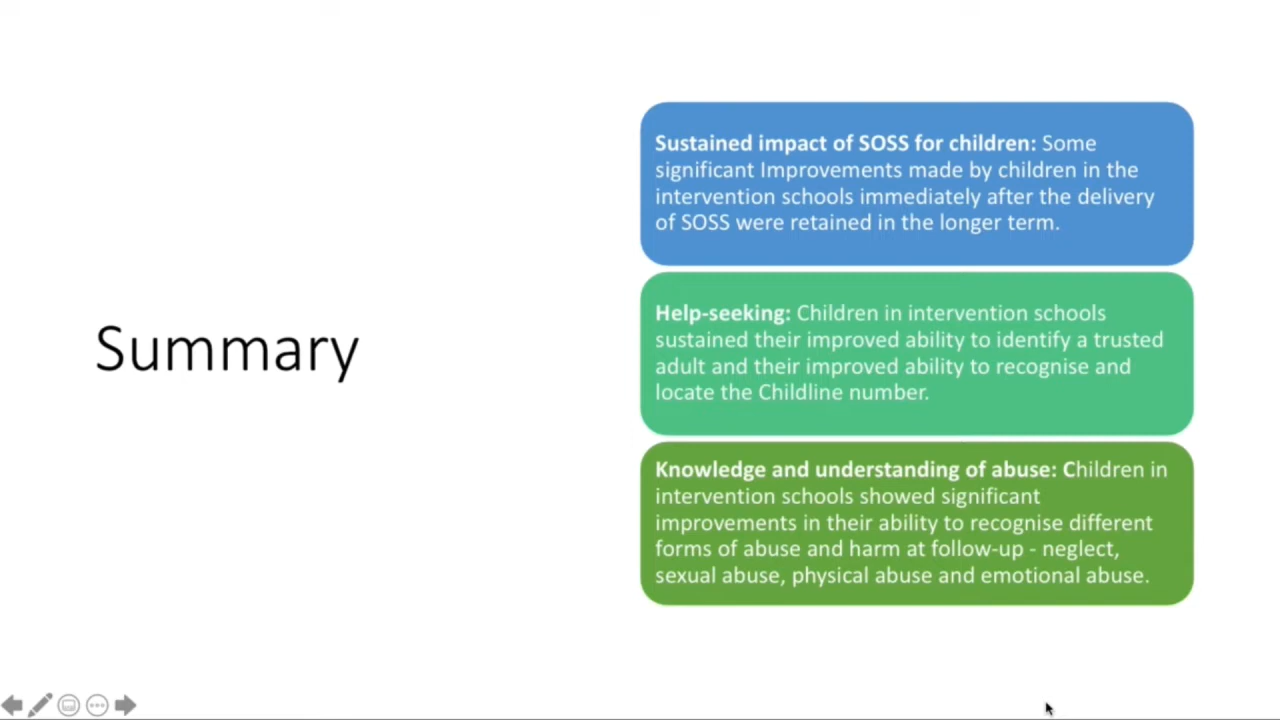 Summary
Sustained impact of SOSS for children: Some
significant Improvements made by children in the
intervention schools immediately after the delivery
of SOSS were retained in the longer term.
Help-seeking: Children in intervention schools
sustained their improved ability to identify a trusted
adult and their improved ability to recognise and
locate the Childline number.
Knowledge and understanding of abuse: Children in
intervention schools showed significant
improvements in their ability to recognise different
forms of abuse and harm at follow-up - neglect,
sexual abuse, physical abuse and emotional abuse.